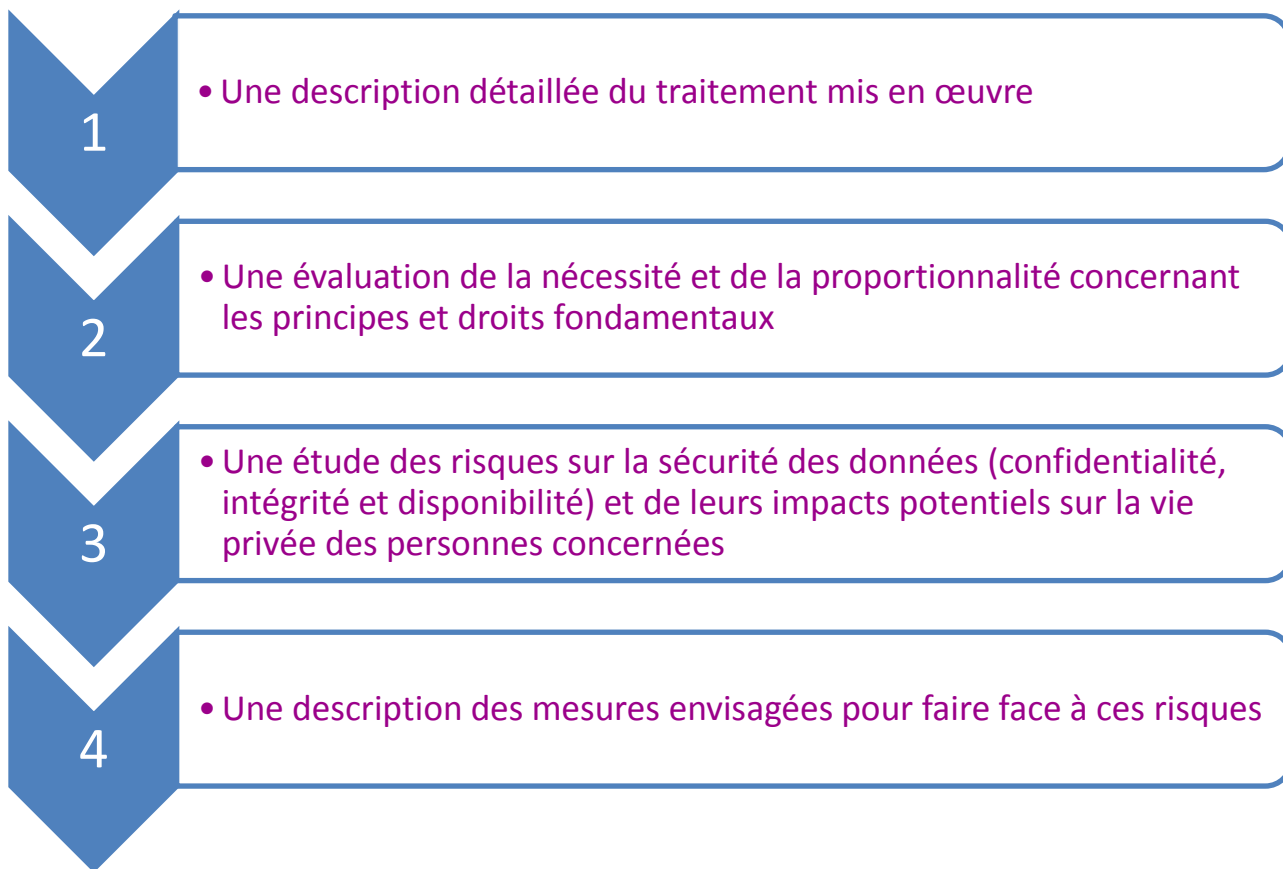 1
• Une description détaillée du traitement mis en œuvre
2
• Une évaluation de la nécessité et de la proportionnalité concernant
les principes et droits fondamentaux
3
• Une étude des risques sur la sécurité des données (confidentialité,
intégrité et disponibilité) et de leurs impacts potentiels sur la vie
privée des personnes concernées
4
• Une description des mesures envisagées pour faire face à ces risques